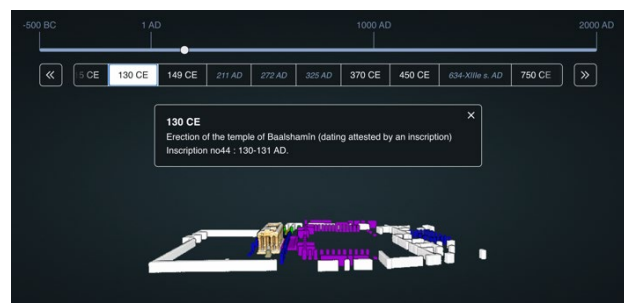 -500 BC 1 AD 1000 AD 2000 AD
« 5 CE 130 CE 149 CE 211 AD 272 AD 325 AD 370 CE 450 CE 634-XIIIe s. AD 750 CE »
130 CE ×
Erection of the temple of Baalshamîn (dating attested by an inscription)
Inscription no44 : 130-131 AD.